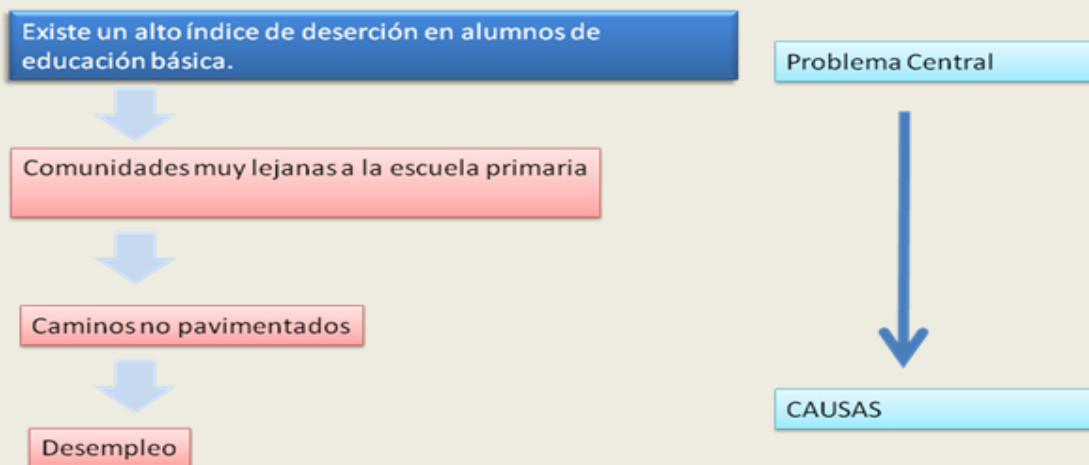 Existe un alto índice de deserción en alumnos de
educación básica.
Problema Central
Comunidades muy lejanas a la escuela primaria
Caminos no pavimentados
CAUSAS
Desempleo